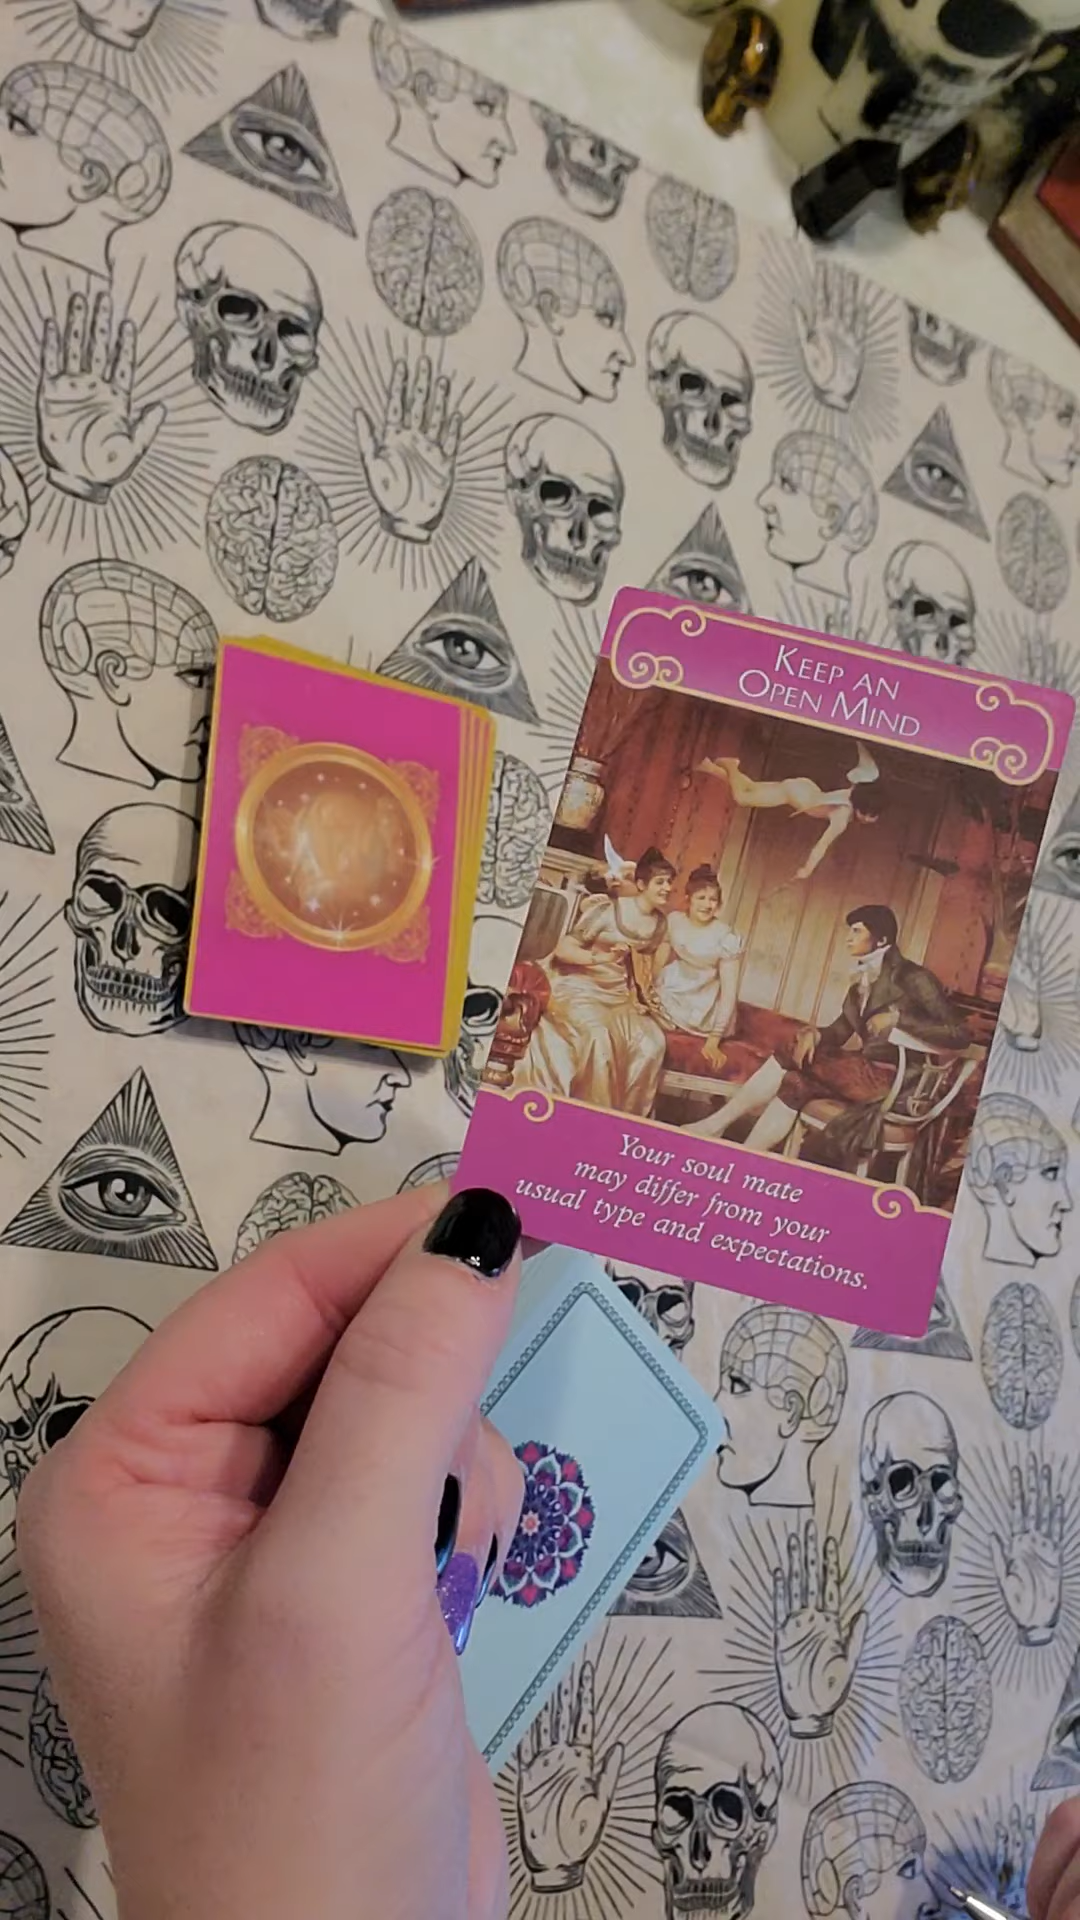 KEEP AN
OPEN MIND
Your soul mate
may differ from your
usual type and expectations.